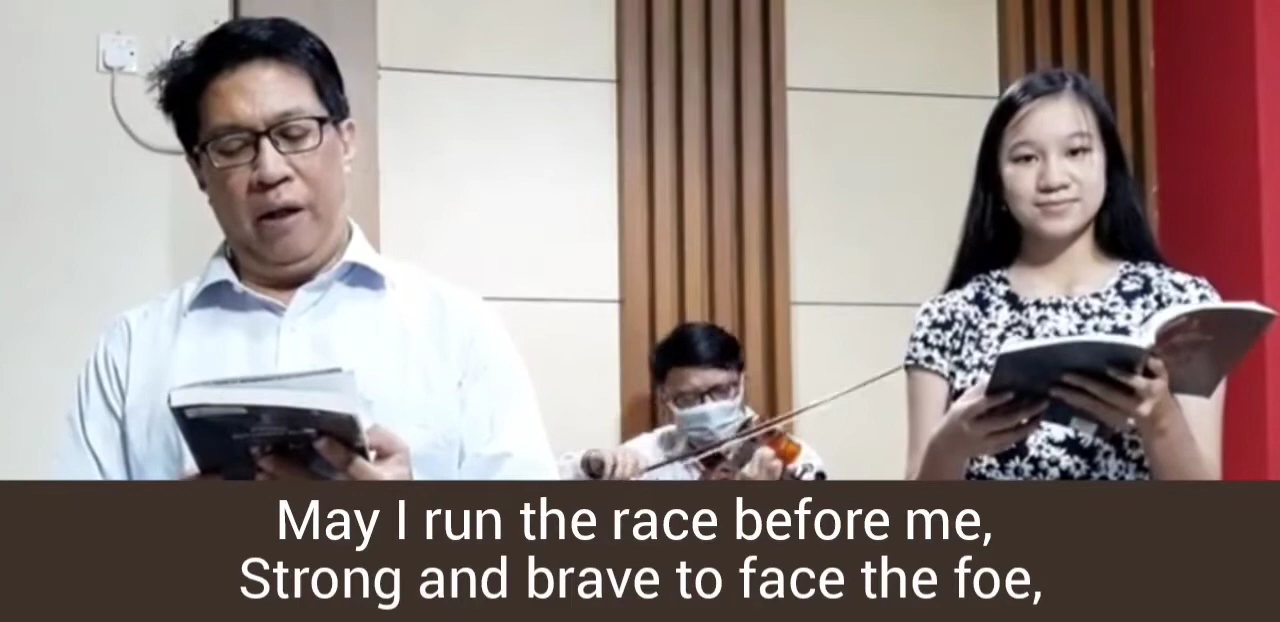 May I run the race before me,
Strong and brave to face the foe,